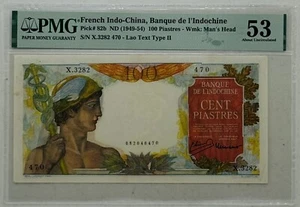 PMG
PAPER MONEY GUARANTY
French Indo-China, Banque de l'Indochine
Pick# 82b ND (1949-54) 100 Piastres - Wmk: Man's Head
S/N X.3282 470 - Lao Text Type II
53
About Uncirculated
X.3282
470
100
BANQUE DE
L'INDOCHINE
CENT
PIASTRES
082046470
470
X.3282